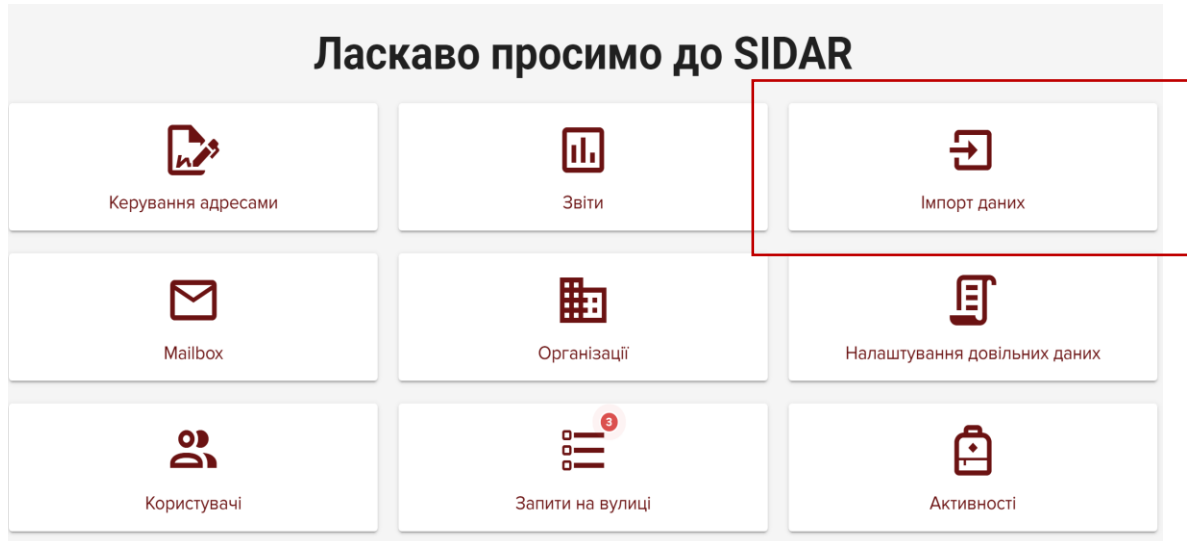 Ласкаво просимо до SIDAR
Керування адресами
Звіти
Імпорт даних
Mailbox
Організації
Налаштування довільних даних
3
Користувачі
Запити на вулиці
Активності